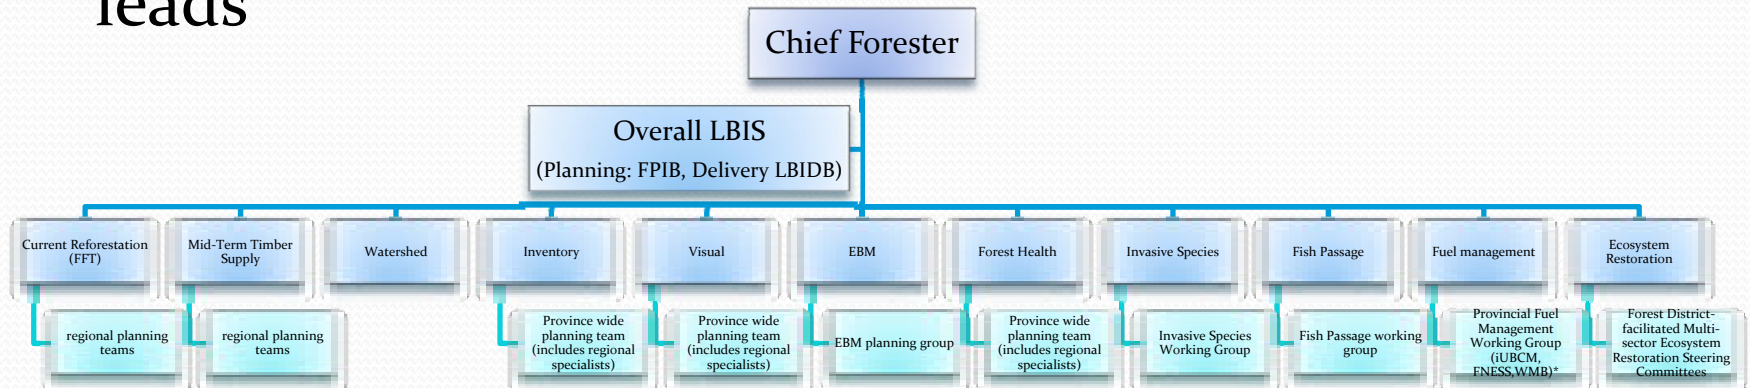 leads
Chief Forester
Overall LBIS
(Planning: FPIB, Delivery LBIDB)
Current Reforestation
(FFT)
Mid-Term Timber
Supply
Watershed
Inventory
Visual
EBM
Forest Health
Invasive Species
Fish Passage
Fuel management
Ecosystem
Restoration
regional planning
teams
regional planning
teams
Province wide
planning team
(includes regional
specialists)
Province wide
planning team
(includes regional
specialists)
EBM planning group
Province wide
planning team
(includes regional
specialists)
Invasive Species
Working Group
Fish Passage working
group
Provincial Fuel
Management
Working Group
(iUBCM,
FNESS,WMB)*
Forest District-
facilitated Multi-
sector Ecosystem
Restoration Steering
Committees